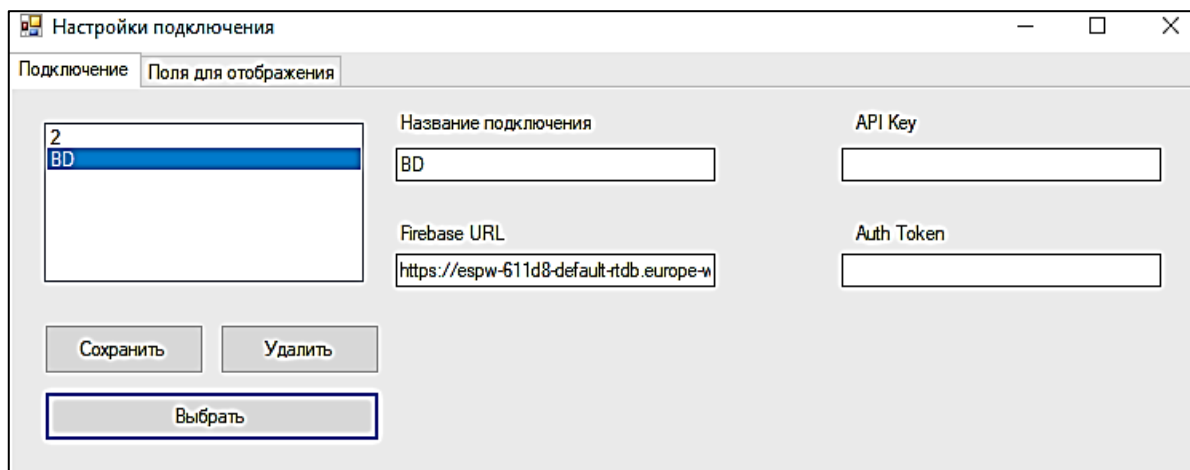 Настройки подключения
Подключение
Поля для отображения
2
BD
Название подключения
BD
API Key
Firebase URL
https://espw-611d8-default-rtdb.europe-w
Auth Token
Сохранить
Удалить
Выбрать